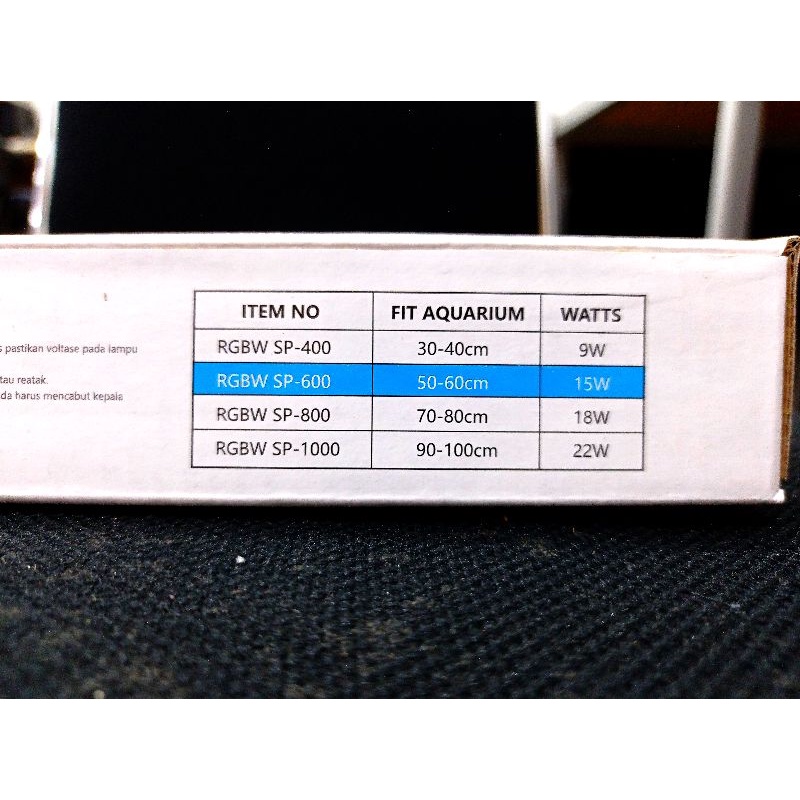 s pastikan voltase pada lampu
tau reatak.
da harus mencabut kepaia
ITEM NO FIT AQUARIUM WATTS
RGBW SP-400 30-40cm 9W
RGBW SP-600 50-60cm 15W
RGBW SP-800 70-80cm 18W
RGBW SP-1000 90-100cm 22W